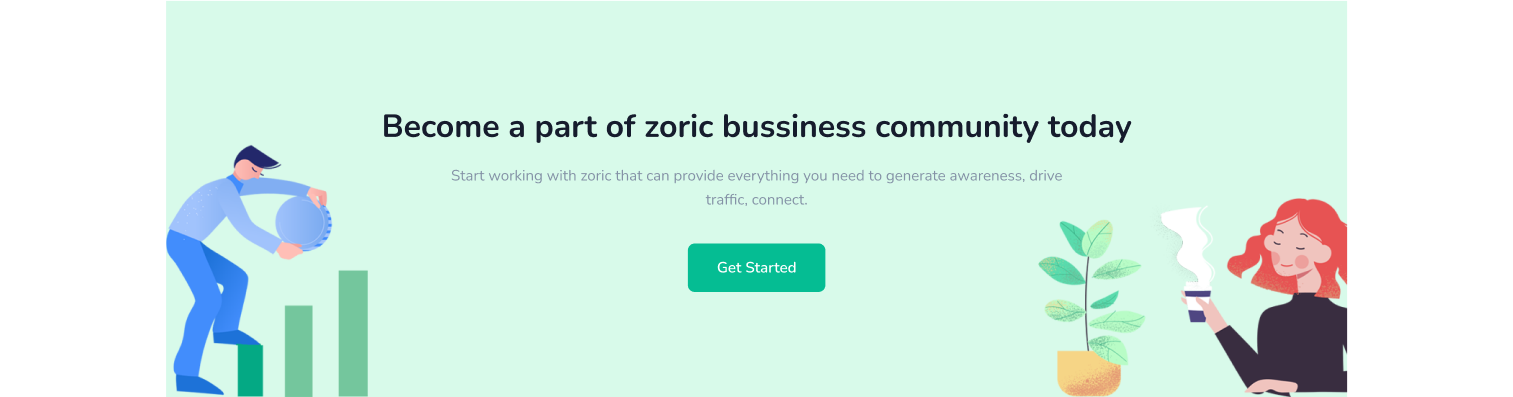 Become a part of zoric bussiness community today
Start working with zoric that can provide everything you need to generate awareness, drive
traffic, connect.
Get Started